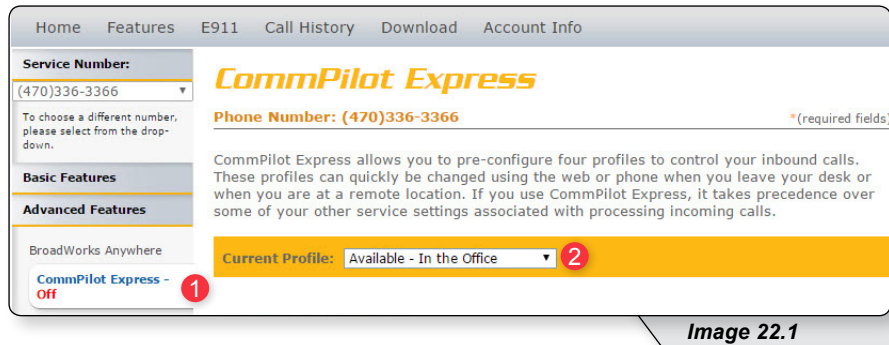 Home Features E911 Call History Download Account Info
Service Number:
(470)336-3366
To choose a different number,
please select from the drop-
down.
Basic Features
Advanced Features
BroadWorks Anywhere
CommPilot Express -
Off
1
CommPilot Express
Phone Number: (470)336-3366 *(required fields)
CommPilot Express allows you to pre-configure four profiles to control your inbound calls.
These profiles can quickly be changed using the web or phone when you leave your desk or
when you are at a remote location. If you use CommPilot Express, it takes precedence over
some of your other service settings associated with processing incoming calls.
Current Profile: Available - In the Office 2
Image 22.1